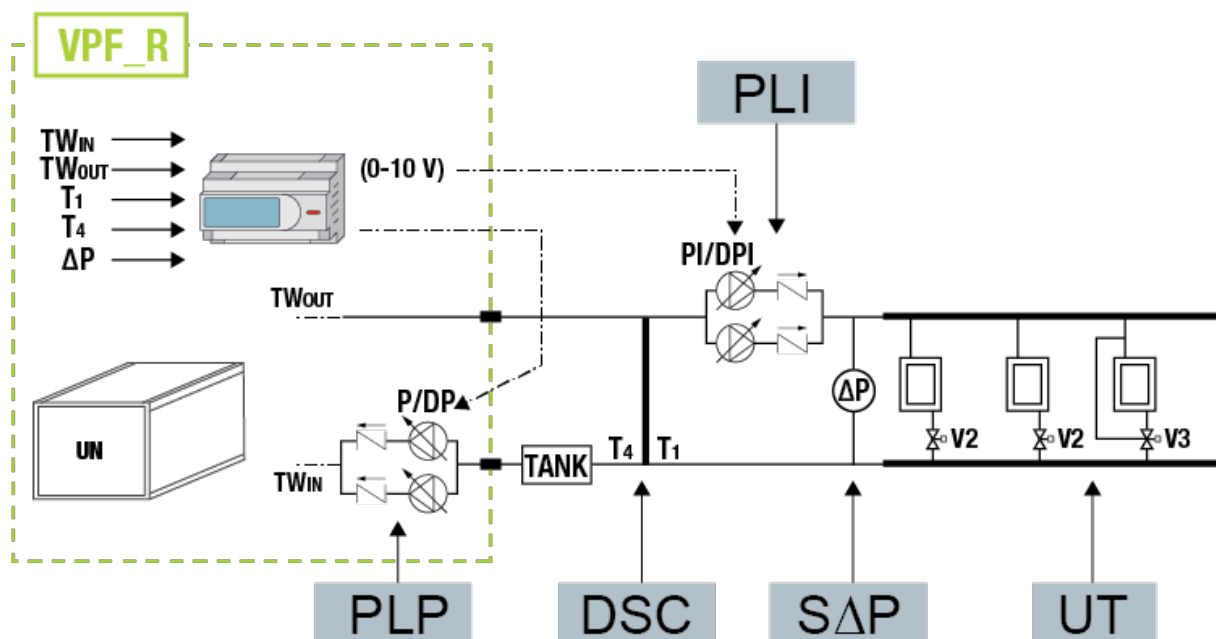 VPF_R
PLI
TWIN
TWOUT
T1
T4
ΔP
(0-10 V)
PI/DPI
TWOUT
P/DP
ΔP
UN
TWIN
TANK
T4
T1
V2
V2
V3
PLP
DSC
SΔP
UT